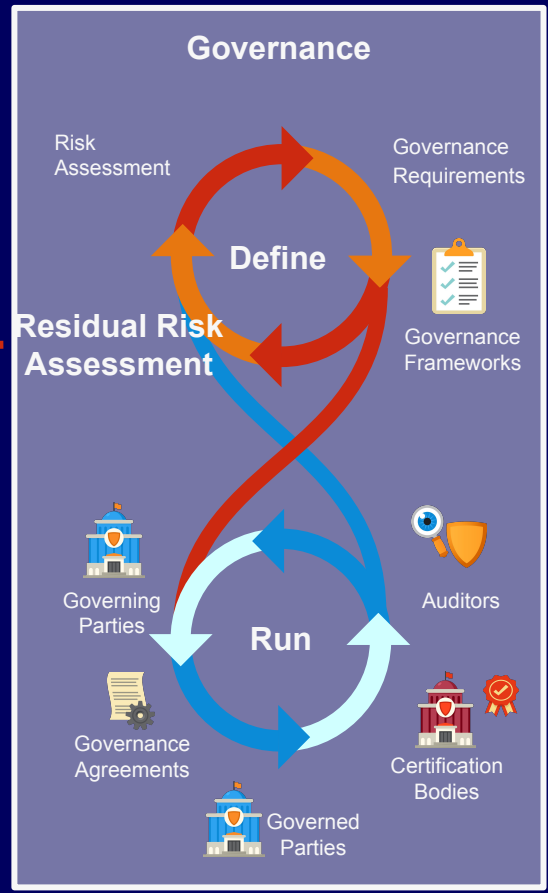 Governance
Risk
Assessment
Governance
Requirements
Define
Residual Risk
Assessment
Governance
Frameworks
Governing
Parties
Auditors
Run
Governance
Agreements
Certification
Bodies
Governed
Parties